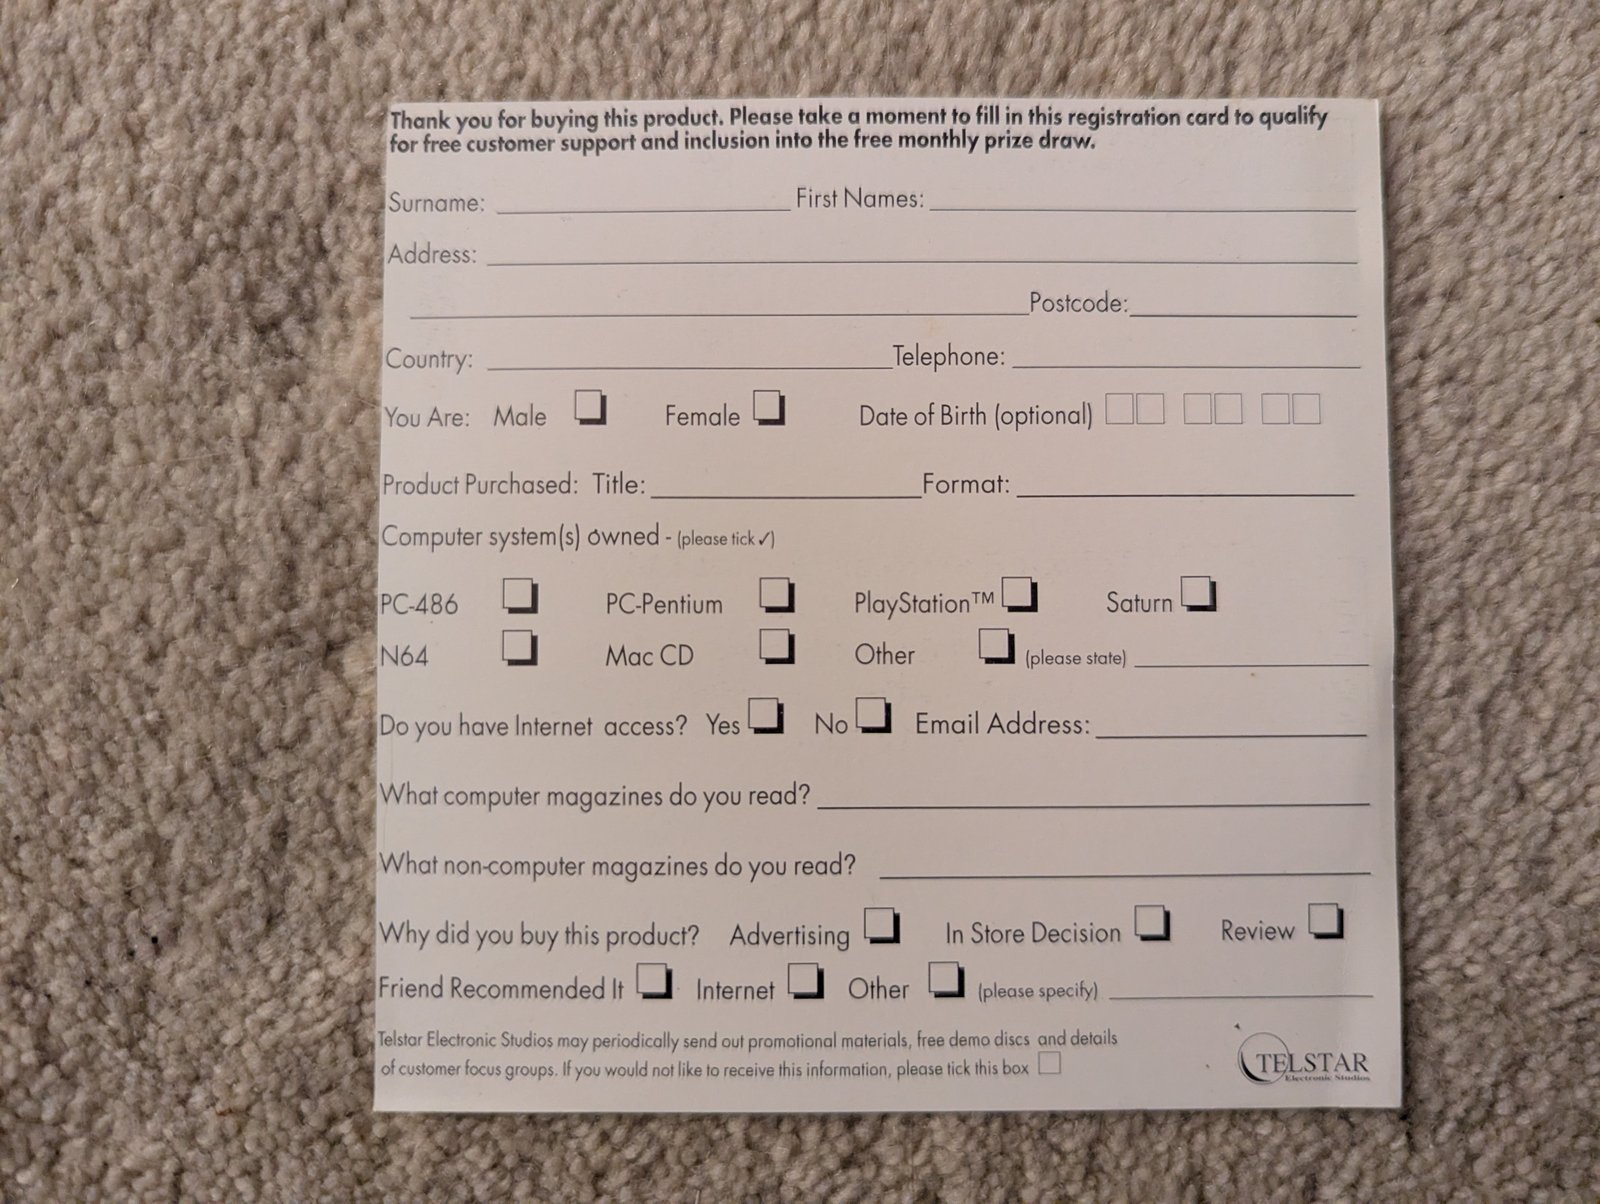 Thank you for buying this product. Please take a moment to fill in this registration card to qualify
for free customer support and inclusion into the free monthly prize draw.
Surname: First Names:
Address:
Postcode:
Country: Telephone:
You Are: Male Female Date of Birth (optional)
Product Purchased: Title: Format:
Computer system(s) owned - (please tick ✓)
PC-486 PC-Pentium PlayStation™ Saturn
N64 Mac CD Other (please state)
Do you have Internet access? Yes No Email Address:
What computer magazines do you read?
What non-computer magazines do you read?
Why did you buy this product? Advertising In Store Decision Review
Friend Recommended It Internet Other (please specify)
Telstar Electronic Studios may periodically send out promotional materials, free demo discs and details
of customer focus groups. If you would not like to receive this information, please tick this box
TELSTAR
Electronic Studios